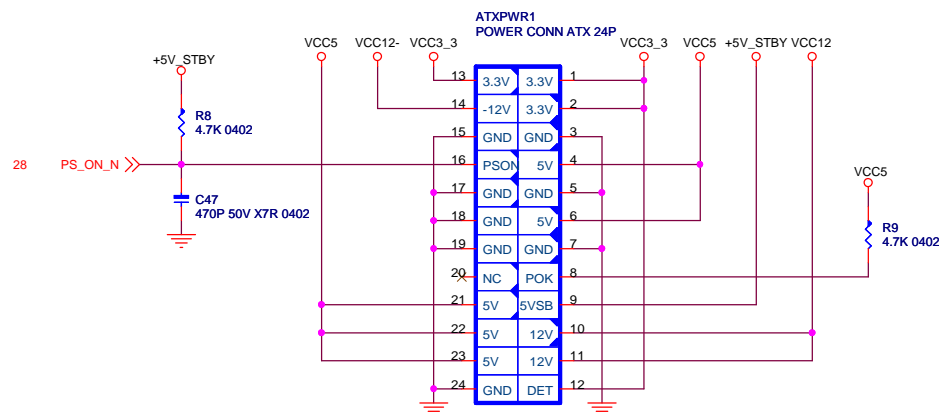 ATXPWR1
POWER CONN ATX 24P
VCC5 VCC12- VCC3_3 VCC3_3 VCC5 +5V_STBY VCC12
+5V_STBY
13 3.3V 3.3V 1
14 -12V 3.3V 2
R8
4.7K 0402
15 GND GND 3
28 PS_ON_N 16 PSON 5V 4
VCC5
17 GND GND 5
C47
470P 50V X7R 0402
18 GND 5V 6
R9
4.7K 0402
19 GND GND 7
20 NC POK 8
21 5V 5VSB 9
22 5V 12V 10
23 5V 12V 11
24 GND DET 12